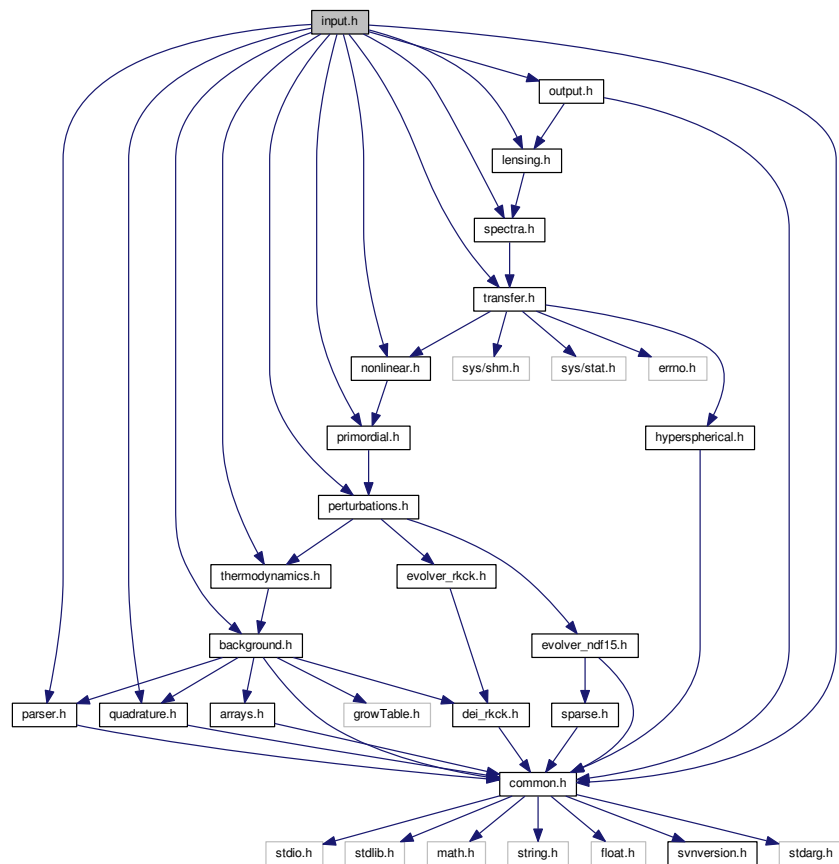 input.h
output.h
lensing.h
spectra.h
transfer.h
nonlinear.h
sys/shm.h
sys/stat.h
errno.h
primordial.h
hyperspherical.h
perturbations.h
thermodynamics.h
evolver_rkck.h
background.h
evolver_ndf15.h
parser.h
quadrature.h
arrays.h
growTable.h
dei_rkck.h
sparse.h
common.h
stdio.h
stdlib.h
math.h
string.h
float.h
svnversion.h
stdarg.h